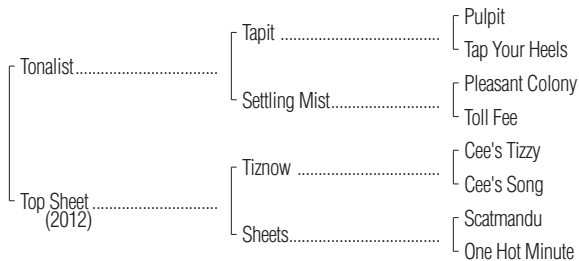 Pulpit
Tapit
Tap Your Heels
Tonalist
Pleasant Colony
Settling Mist
Toll Fee
Cee's Tizzy
Tiznow
Cee's Song
Top Sheet
(2012)
Scatmandu
Sheets
One Hot Minute